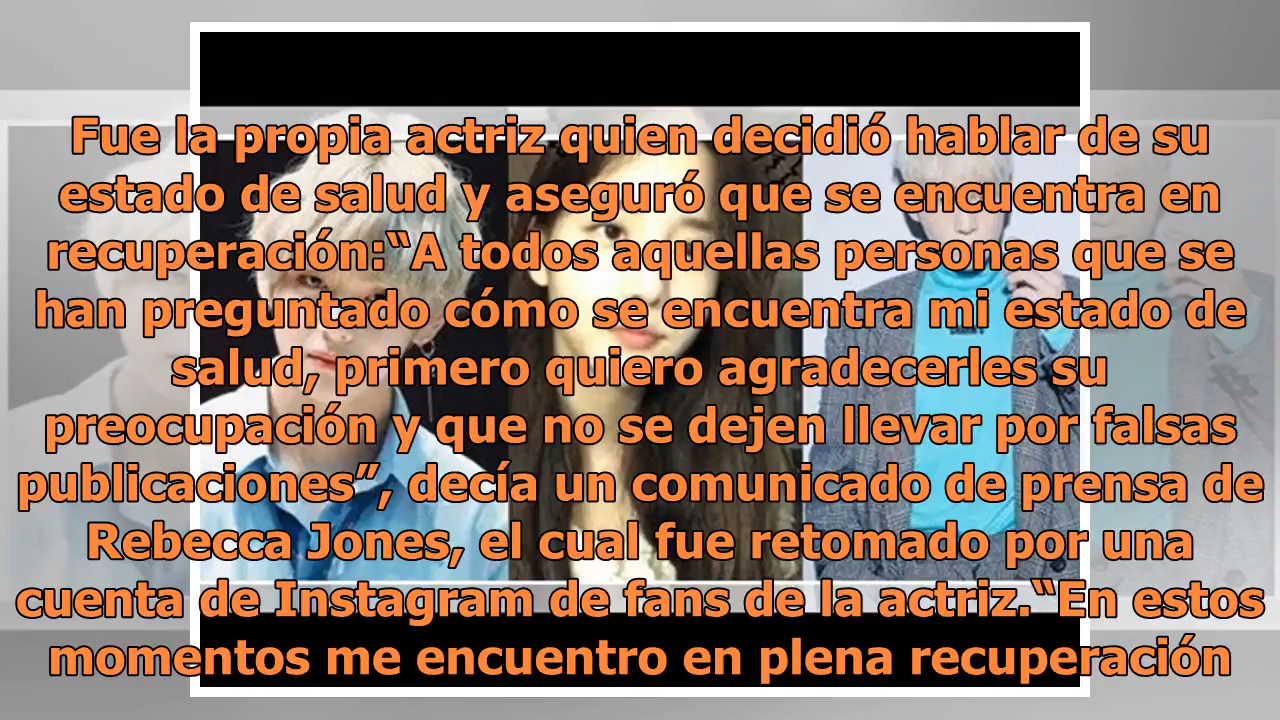 Fue la propia actriz quien decidió hablar de su
estado de salud y aseguró que se encuentra en
recuperación:“A todos aquellas personas que se
han preguntado cómo se encuentra mi estado de
salud, primero quiero agradecerles su
preocupación y que no se dejen llevar por falsas
publicaciones”, decía un comunicado de prensa de
Rebecca Jones, el cual fue retomado por una
cuenta de Instagram de fans de la actriz.“En estos
momentos me encuentro en plena recuperación